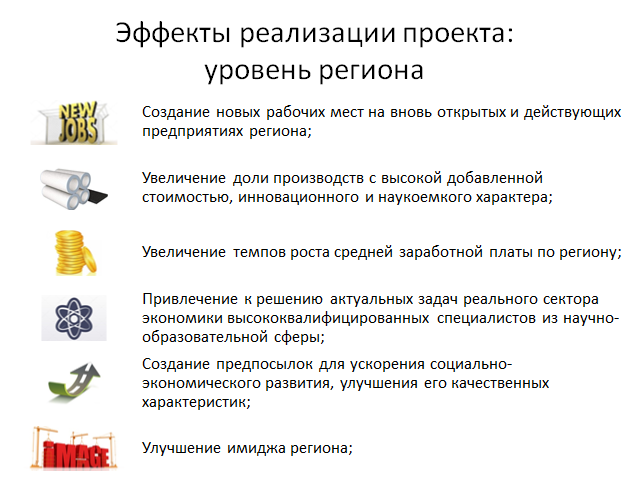 Эффекты реализации проекта:
уровень региона
NEW
JOBS
Создание новых рабочих мест на вновь открытых и действующих
предприятиях региона;
Увеличение доли производств с высокой добавленной
стоимостью, инновационного и наукоемкого характера;
Увеличение темпов роста средней заработной платы по региону;
Привлечение к решению актуальных задач реального сектора
экономики высококвалифицированных специалистов из научно-
образовательной сферы;
Создание предпосылок для ускорения социально-
экономического развития, улучшения его качественных
характеристик;
IMAGE
Улучшение имиджа региона;